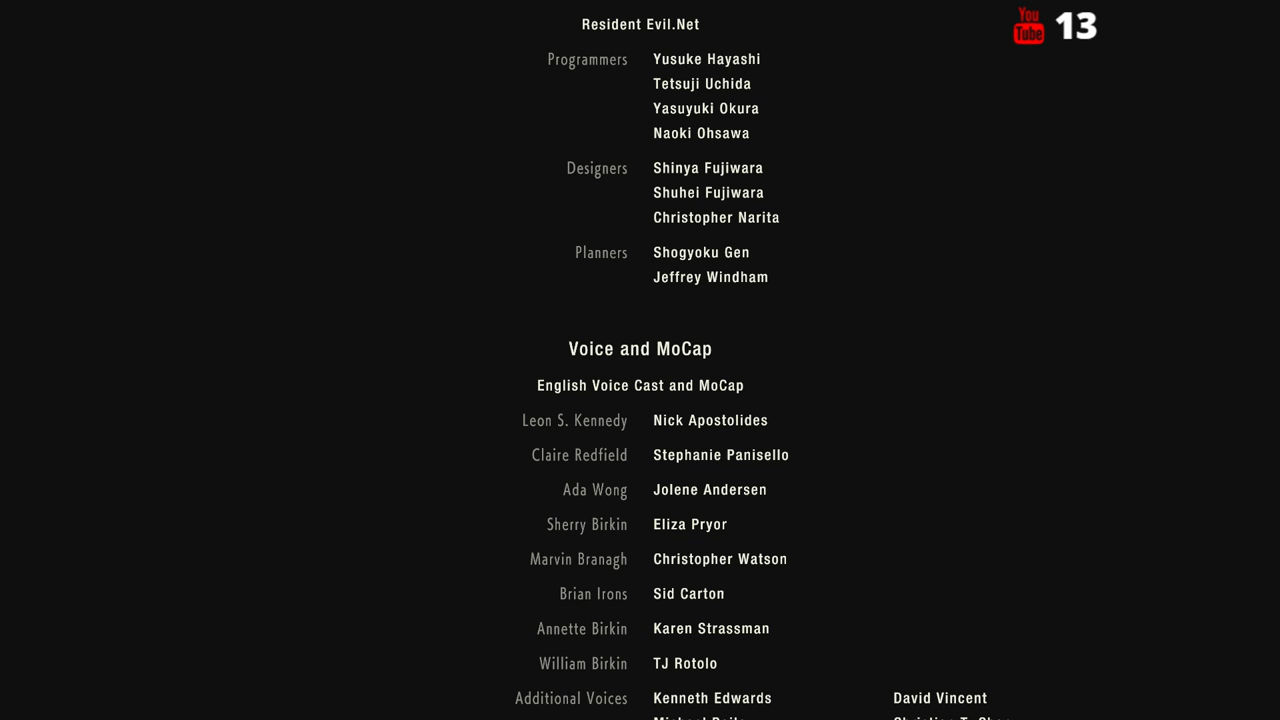 Resident Evil.Net
You Tube 13
Programmers Yusuke Hayashi
Tetsuji Uchida
Yasuyuki Okura
Naoki Ohsawa
Designers Shinya Fujiwara
Shuhei Fujiwara
Christopher Narita
Planners Shogyoku Gen
Jeffrey Windham
Voice and MoCap
English Voice Cast and MoCap
Leon S. Kennedy Nick Apostolides
Claire Redfield Stephanie Panisello
Ada Wong Jolene Andersen
Sherry Birkin Eliza Pryor
Marvin Branagh Christopher Watson
Brian Irons Sid Carton
Annette Birkin Karen Strassman
William Birkin TJ Rotolo
Additional Voices Kenneth Edwards David Vincent